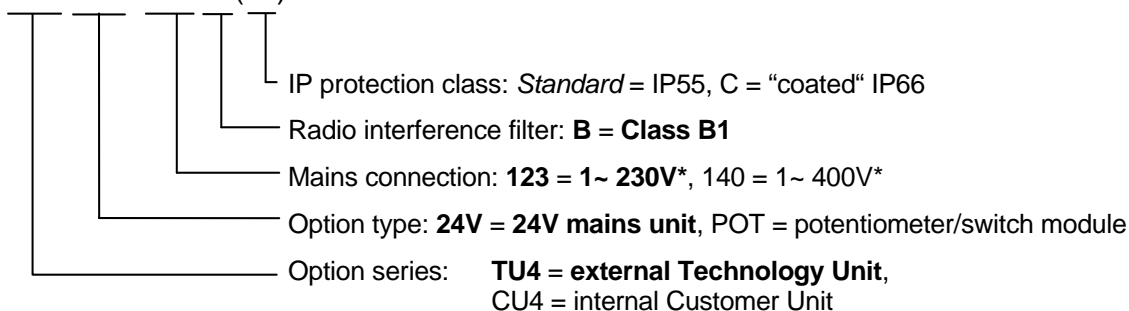 IP protection class: Standard = IP55, C = “coated“ IP66
Radio interference filter: B = Class B1
Mains connection: 123 = 1~ 230V*, 140 = 1~ 400V*
Option type: 24V = 24V mains unit, POT = potentiometer/switch module
Option series: TU4 = external Technology Unit,
CU4 = internal Customer Unit